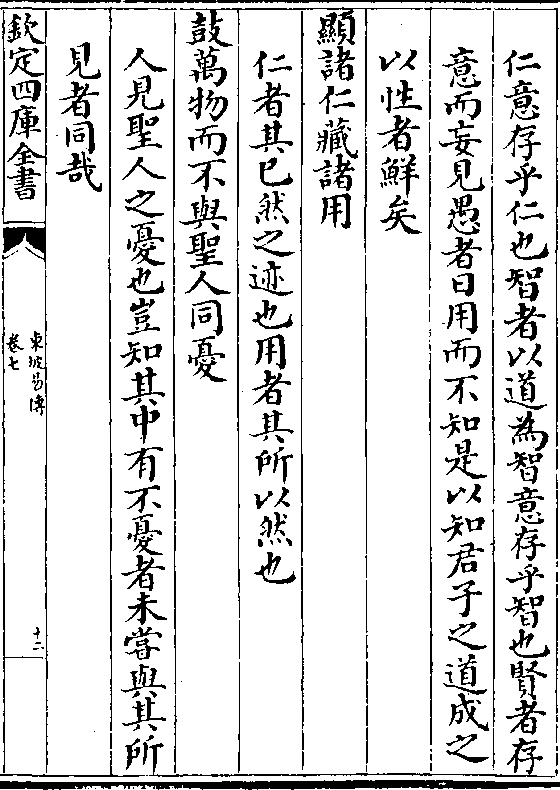 仁意存乎仁也智者以道為智意存乎智也賢者存
意而妄見愚者日用而不知是以知君子之道成之
以性者鮮矣
顯諸仁藏諸用
仁者其已然之迹也用者其所以然也
鼓萬物而不與聖人同憂
人見聖人之憂也豈知其中有不憂者未嘗與其所
見者同哉
欽定四庫全書
東坡易傳
卷七
十二